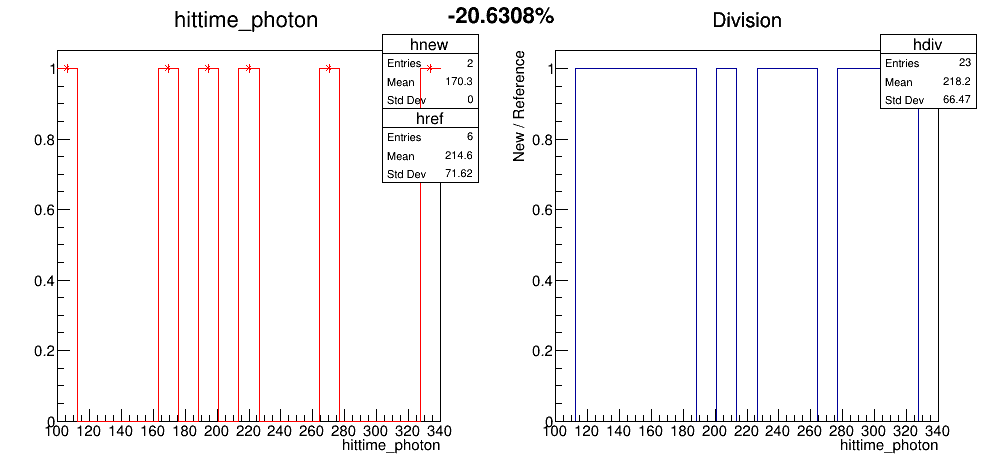 -20.6308%
hittime_photon
hnew
Entries 2
Mean 170.3
Std Dev 0
href
Entries 6
Mean 214.6
Std Dev 71.62
1
0.8
0.6
0.4
0.2
0
100 120 140 160 180 200 220 240 260 280 300 320 340
hittime_photon
Division
hdiv
Entries 23
Mean 218.2
Std Dev 66.47
New / Reference
1
0.8
0.6
0.4
0.2
0
100 120 140 160 180 200 220 240 260 280 300 320 340
hittime_photon